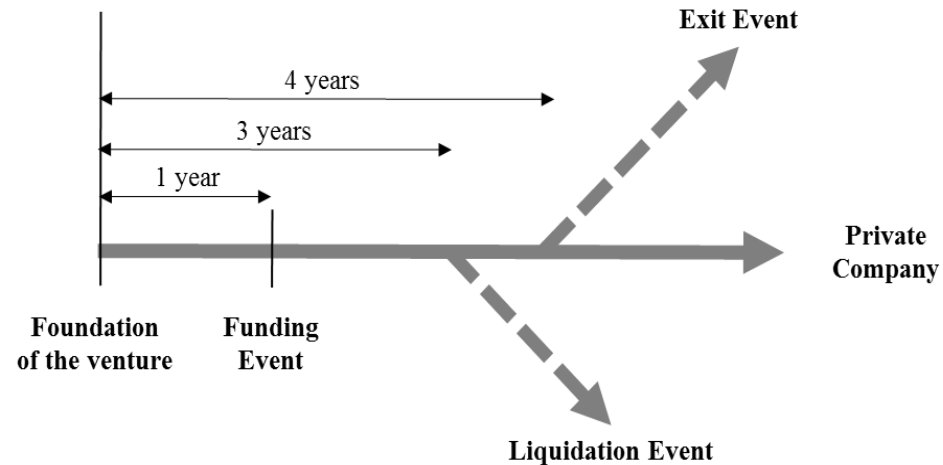 Exit Event
4 years
3 years
1 year
Private
Company
Foundation
of the venture
Funding
Event
Liquidation Event